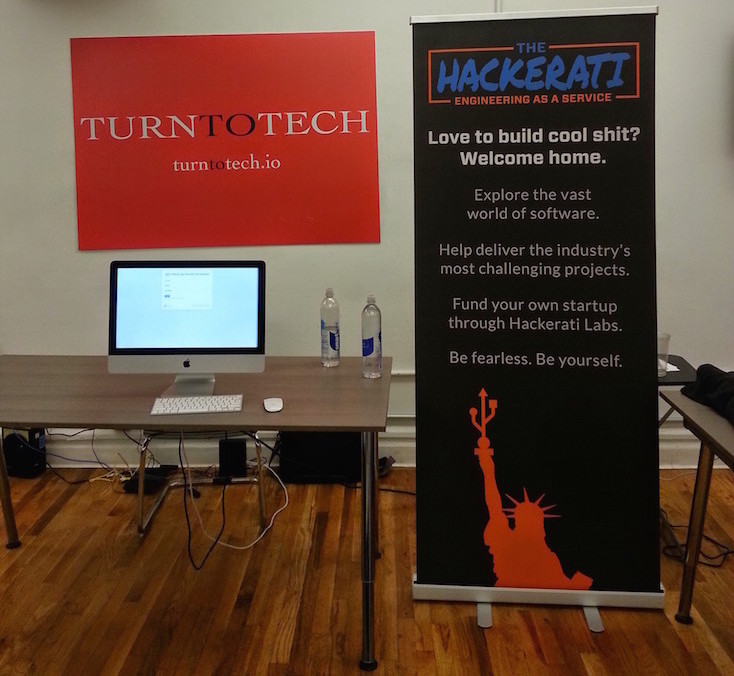 TURNTOTECH
turntotech.io
THE
HACKERATI
ENGINEERING AS A SERVICE
Love to build cool shit?
Welcome home.
Explore the vast
world of software.
Help deliver the industry's
most challenging projects.
Fund your own startup
through Hackerati Labs.
Be fearless. Be yourself.